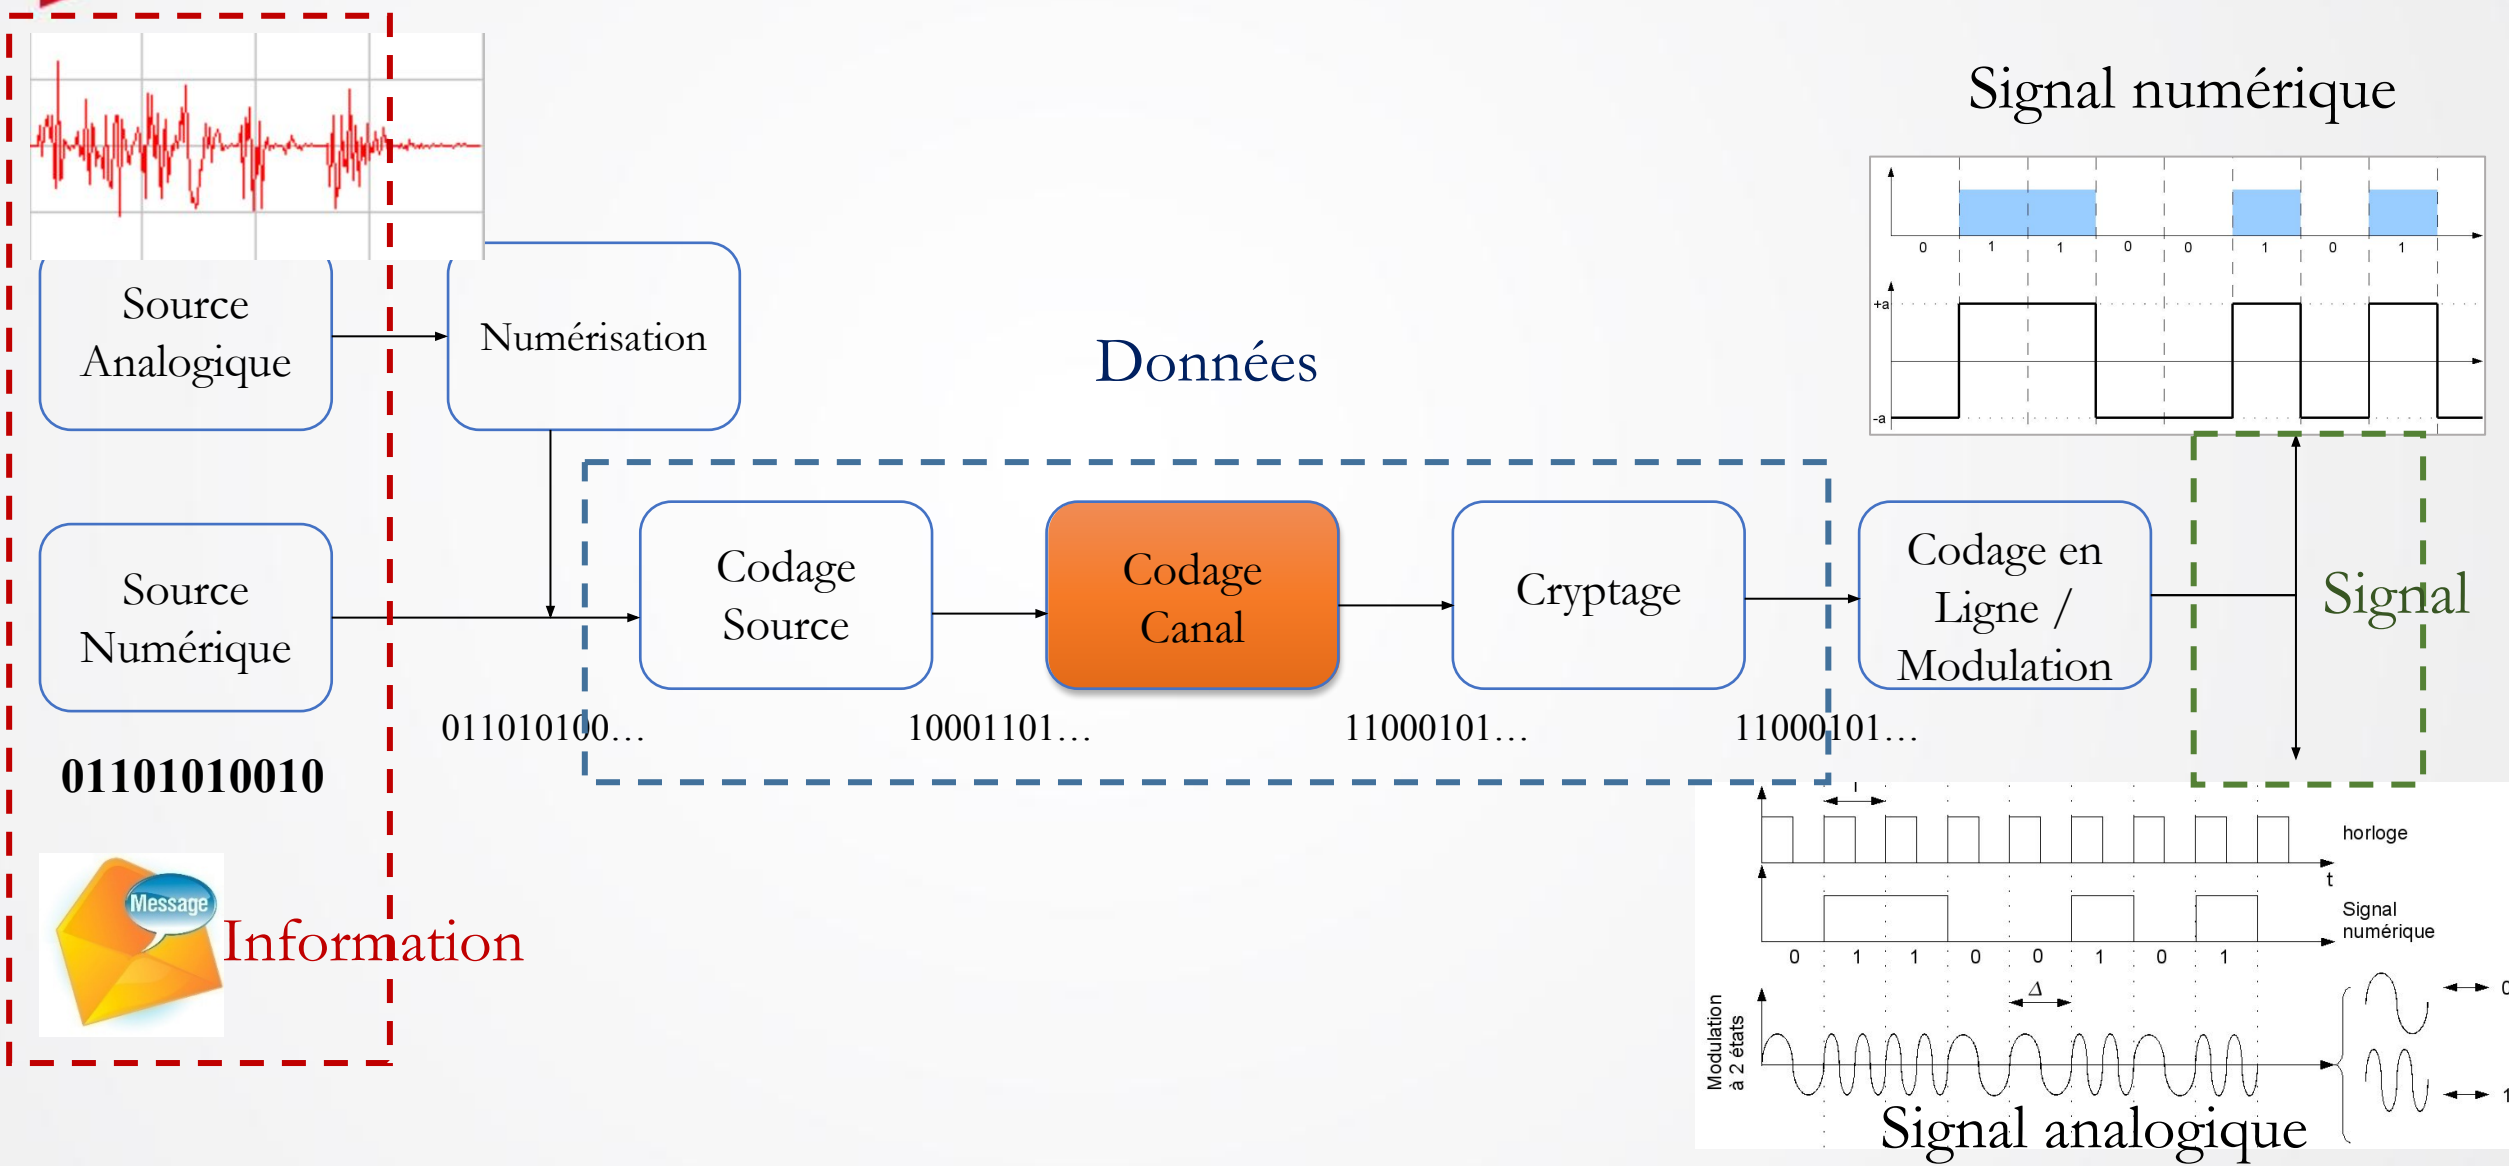 Signal numérique
0 1 1 0 0 1 0 1
+a
-a
Source
Analogique
Numérisation
Données
Source
Numérique
Codage
Source
Codage
Canal
Cryptage
Codage en
Ligne /
Modulation
Signal
011010100...
10001101...
11000101...
11000101...
01101010010
Message
Information
horloge
t
Signal
numérique
0 1 1 0 0 1 0 1
Δ
Modulation
à 2 états
0
1
Signal analogique